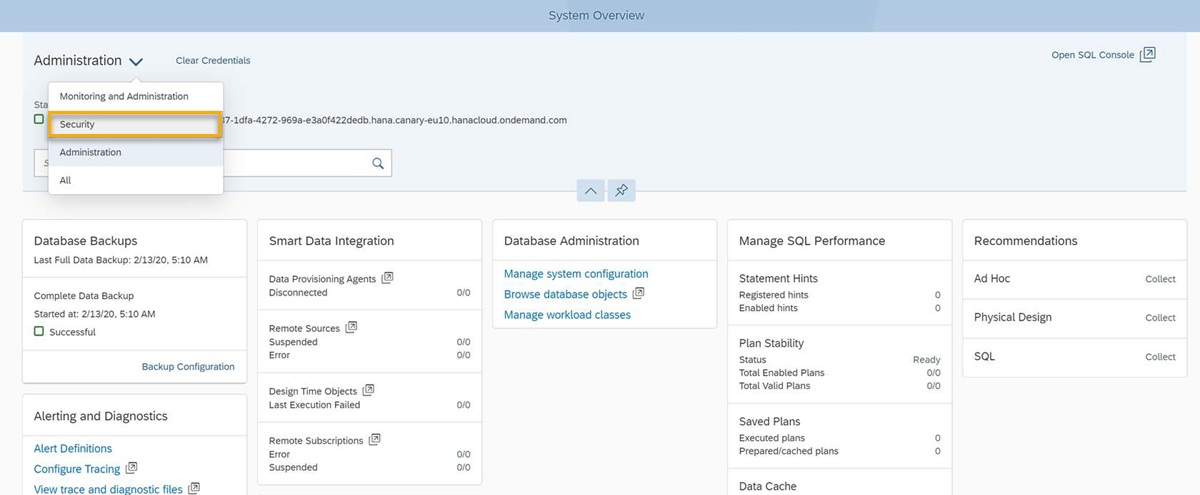 System Overview
Administration
Clear Credentials
Open SQL Console
Monitoring and Administration
Security
Administration
All
-1dfa-4272-969a-e3a0f422dedb.hana.canary-eu10.hanacloud.ondemand.com
Database Backups
Last Full Data Backup: 2/13/20, 5:10 AM
Complete Data Backup
Started at: 2/13/20, 5:10 AM
Successful
Backup Configuration
Alerting and Diagnostics
Alert Definitions
Configure Tracing
View trace and diagnostic files
Smart Data Integration
Data Provisioning Agents
Disconnected 0/0
Remote Sources
Suspended 0/0
Error 0/0
Design Time Objects
Last Execution Failed 0/0
Remote Subscriptions
Error 0/0
Suspended 0/0
Database Administration
Manage system configuration
Browse database objects
Manage workload classes
Manage SQL Performance
Statement Hints
Registered hints 0
Enabled hints 0
Plan Stability
Status Ready
Total Enabled Plans 0/0
Total Valid Plans 0/0
Saved Plans
Executed plans 0
Prepared/cached plans 0
Data Cache
Recommendations
Ad Hoc Collect
Physical Design Collect
SQL Collect